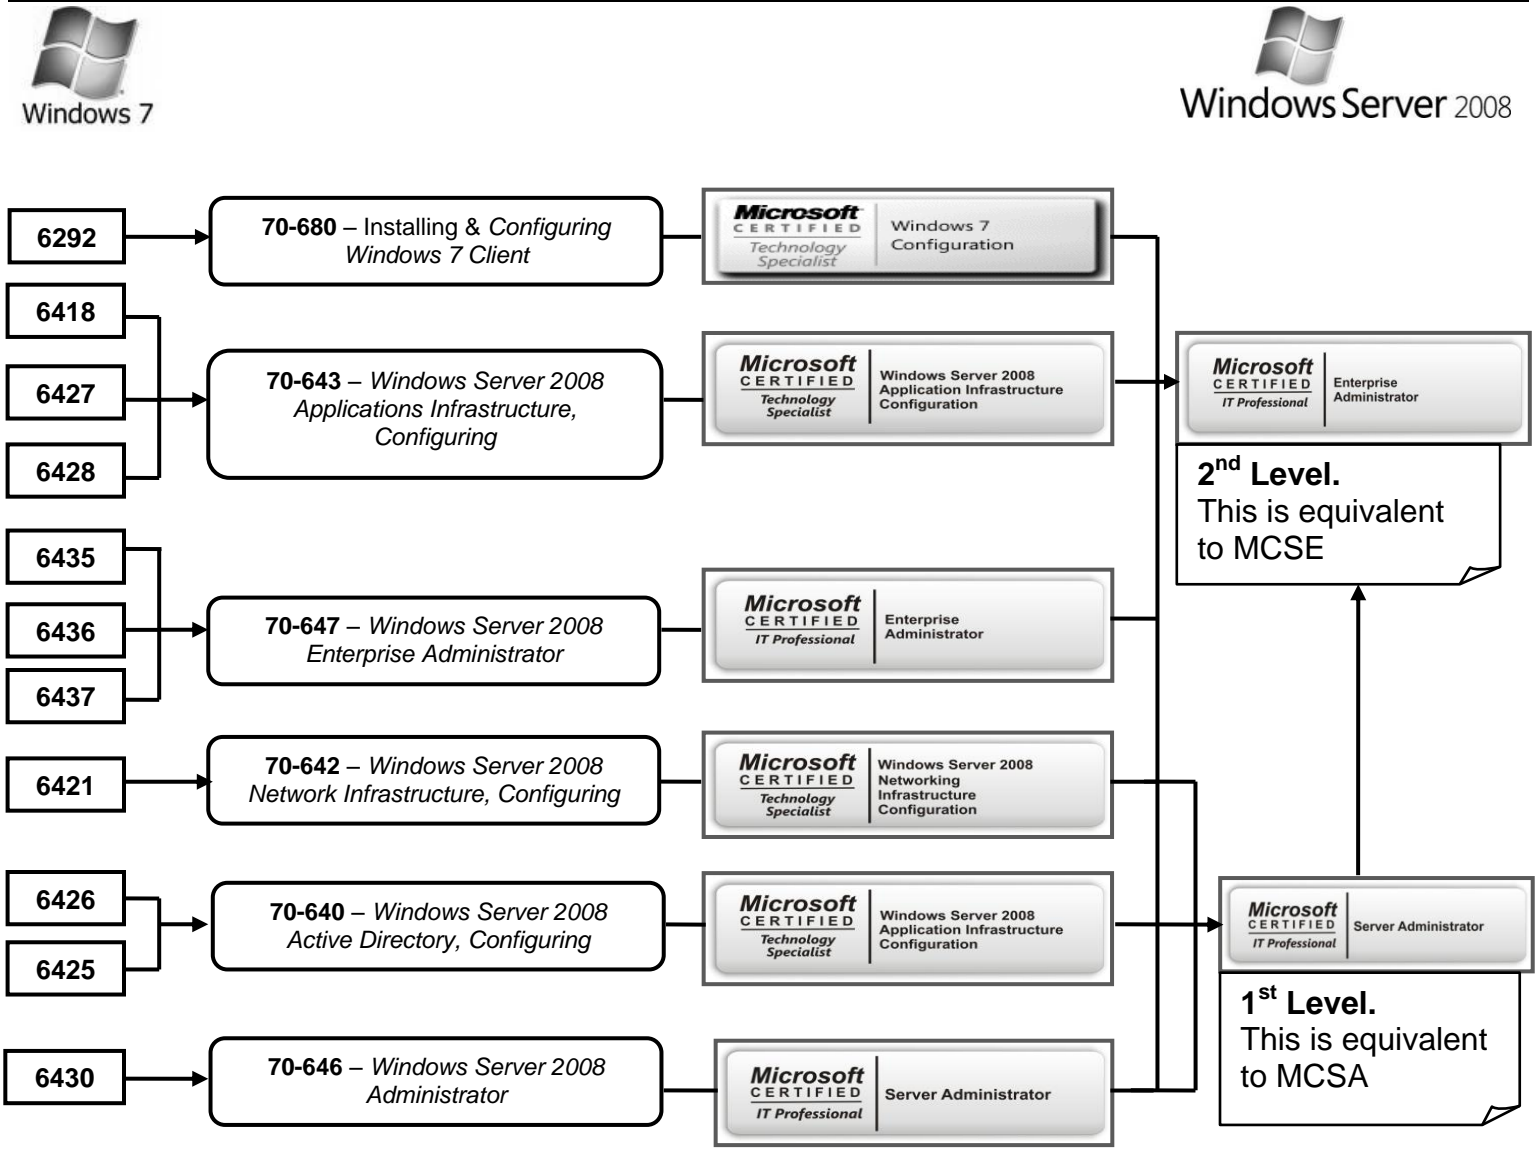 Windows 7
Windows Server 2008
6292
70-680 – Installing & Configuring
Windows 7 Client
Microsoft
CERTIFIED
Technology
Specialist
Windows 7
Configuration
6418
6427
6428
70-643 – Windows Server 2008
Applications Infrastructure,
Configuring
Microsoft
CERTIFIED
Technology
Specialist
Windows Server 2008
Application Infrastructure
Configuration
Microsoft
CERTIFIED
IT Professional
Enterprise
Administrator
2nd Level.
This is equivalent
to MCSE
6435
6436
6437
70-647 – Windows Server 2008
Enterprise Administrator
Microsoft
CERTIFIED
IT Professional
Enterprise
Administrator
6421
70-642 – Windows Server 2008
Network Infrastructure, Configuring
Microsoft
CERTIFIED
Technology
Specialist
Windows Server 2008
Networking
Infrastructure
Configuration
6426
6425
70-640 – Windows Server 2008
Active Directory, Configuring
Microsoft
CERTIFIED
Technology
Specialist
Windows Server 2008
Application Infrastructure
Configuration
Microsoft
CERTIFIED
IT Professional
Server Administrator
1st Level.
This is equivalent
to MCSA
6430
70-646 – Windows Server 2008
Administrator
Microsoft
CERTIFIED
IT Professional
Server Administrator